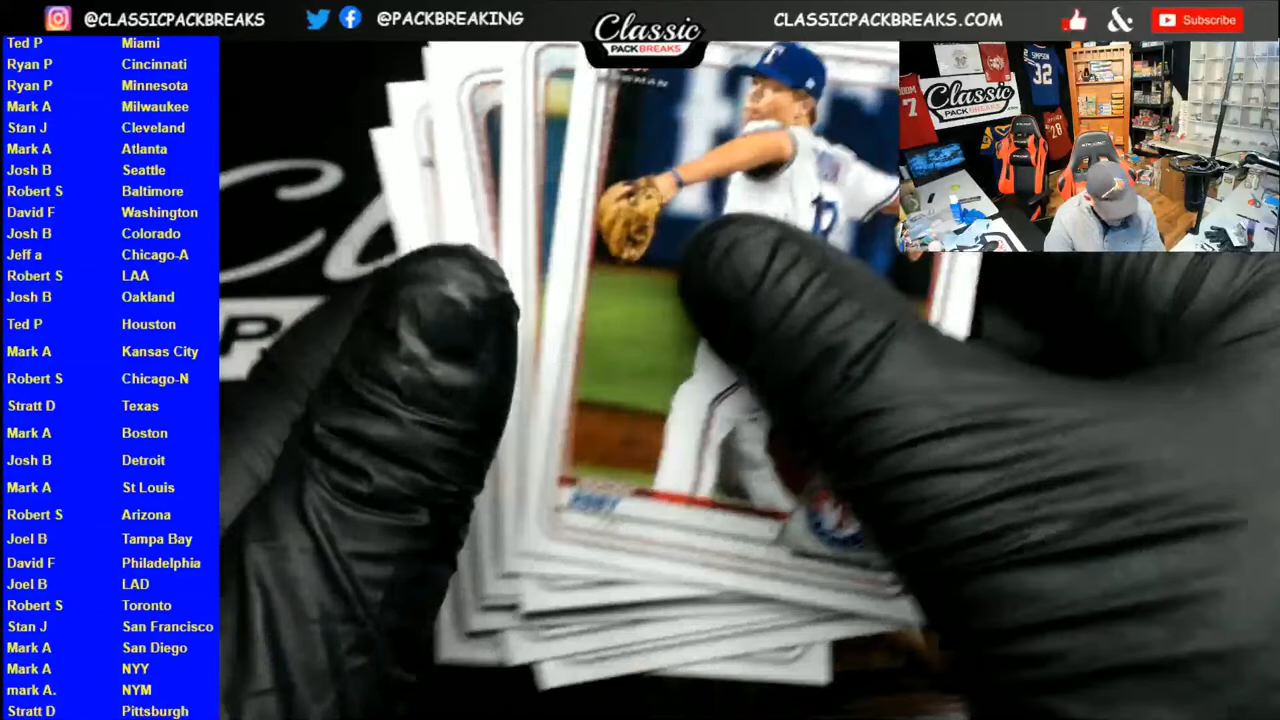 @CLASSICPACKBREAKS @PACKBREAKING Classic PACK BREAKS CLASSICPACKBREAKS.COM Subscribe
Ted P Miami
Ryan P Cincinnati
Ryan P Minnesota
Mark A Milwaukee
Stan J Cleveland
Mark A Atlanta
Josh B Seattle
Robert S Baltimore
David F Washington
Josh B Colorado
Jeff a Chicago-A
Robert S LAA
Josh B Oakland
Ted P Houston
Mark A Kansas City
Robert S Chicago-N
Stratt D Texas
Mark A Boston
Josh B Detroit
Mark A St Louis
Robert S Arizona
Joel B Tampa Bay
David F Philadelphia
Joel B LAD
Robert S Toronto
Stan J San Francisco
Mark A San Diego
Mark A NYY
mark A. NYM
Stratt D Pittsburgh
BOWMAN
Classic
PACK BREAKS
SIMPSON
32
7
28